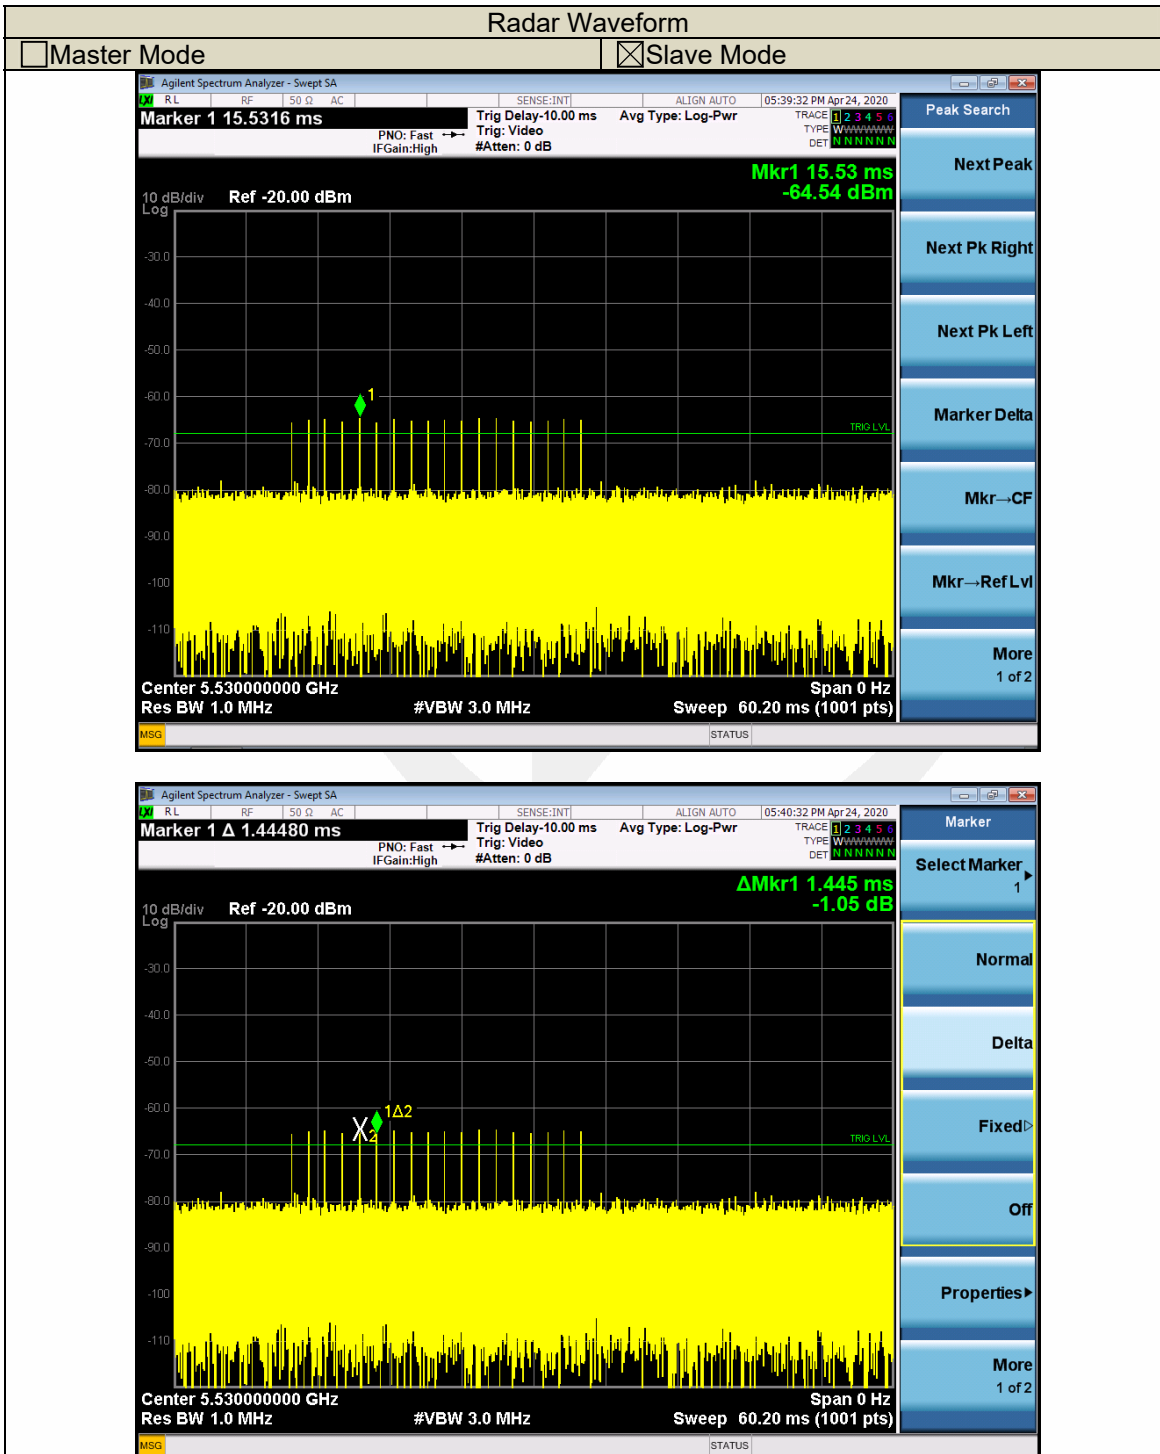 Radar Waveform
☐Master Mode ☒Slave Mode
Agilent Spectrum Analyzer - Swept SA
LXI RL RF 50 Ω AC SENSE:INT ALIGN AUTO 05:39:32 PM Apr 24, 2020
Marker 1 15.5316 ms
PNO: Fast
IFGain:High
Trig Delay-10.00 ms
Trig: Video
#Atten: 0 dB
Avg Type: Log-Pwr
TRACE 1 2 3 4 5 6
TYPE WWWWWW
DET N N N N N N
Peak Search
Mkr1 15.53 ms
-64.54 dBm
10 dB/div Ref -20.00 dBm
Log
-30.0
-40.0
-50.0
-60.0
-70.0
-80.0
-90.0
-100
-110
1
TRIG LVL
Center 5.530000000 GHz Span 0 Hz
Res BW 1.0 MHz #VBW 3.0 MHz Sweep 60.20 ms (1001 pts)
MSG STATUS
Next Peak
Next Pk Right
Next Pk Left
Marker Delta
Mkr→CF
Mkr→Ref Lvl
More
1 of 2
Agilent Spectrum Analyzer - Swept SA
LXI RL RF 50 Ω AC SENSE:INT ALIGN AUTO 05:40:32 PM Apr 24, 2020
Marker 1 Δ 1.44480 ms
PNO: Fast
IFGain:High
Trig Delay-10.00 ms
Trig: Video
#Atten: 0 dB
Avg Type: Log-Pwr
TRACE 1 2 3 4 5 6
TYPE WWWWWW
DET N N N N N N
Marker
ΔMkr1 1.445 ms
-1.05 dB
10 dB/div Ref -20.00 dBm
Log
-30.0
-40.0
-50.0
-60.0
-70.0
-80.0
-90.0
-100
-110
1Δ2
2
TRIG LVL
Center 5.530000000 GHz Span 0 Hz
Res BW 1.0 MHz #VBW 3.0 MHz Sweep 60.20 ms (1001 pts)
MSG STATUS
Select Marker
1
Normal
Delta
Fixed
Off
Properties
More
1 of 2